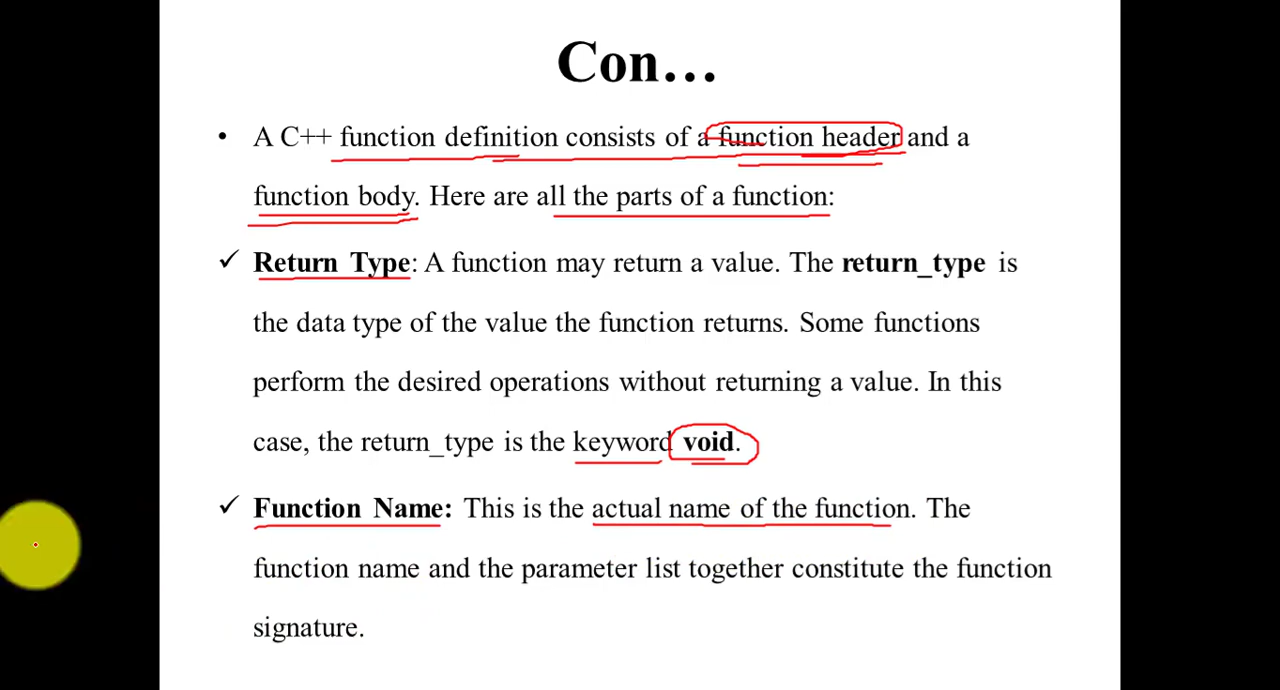 Con…
• A C++ function definition consists of a function header and a
function body. Here are all the parts of a function:
✓ Return Type: A function may return a value. The return_type is
the data type of the value the function returns. Some functions
perform the desired operations without returning a value. In this
case, the return_type is the keyword void.
✓ Function Name: This is the actual name of the function. The
function name and the parameter list together constitute the function
signature.